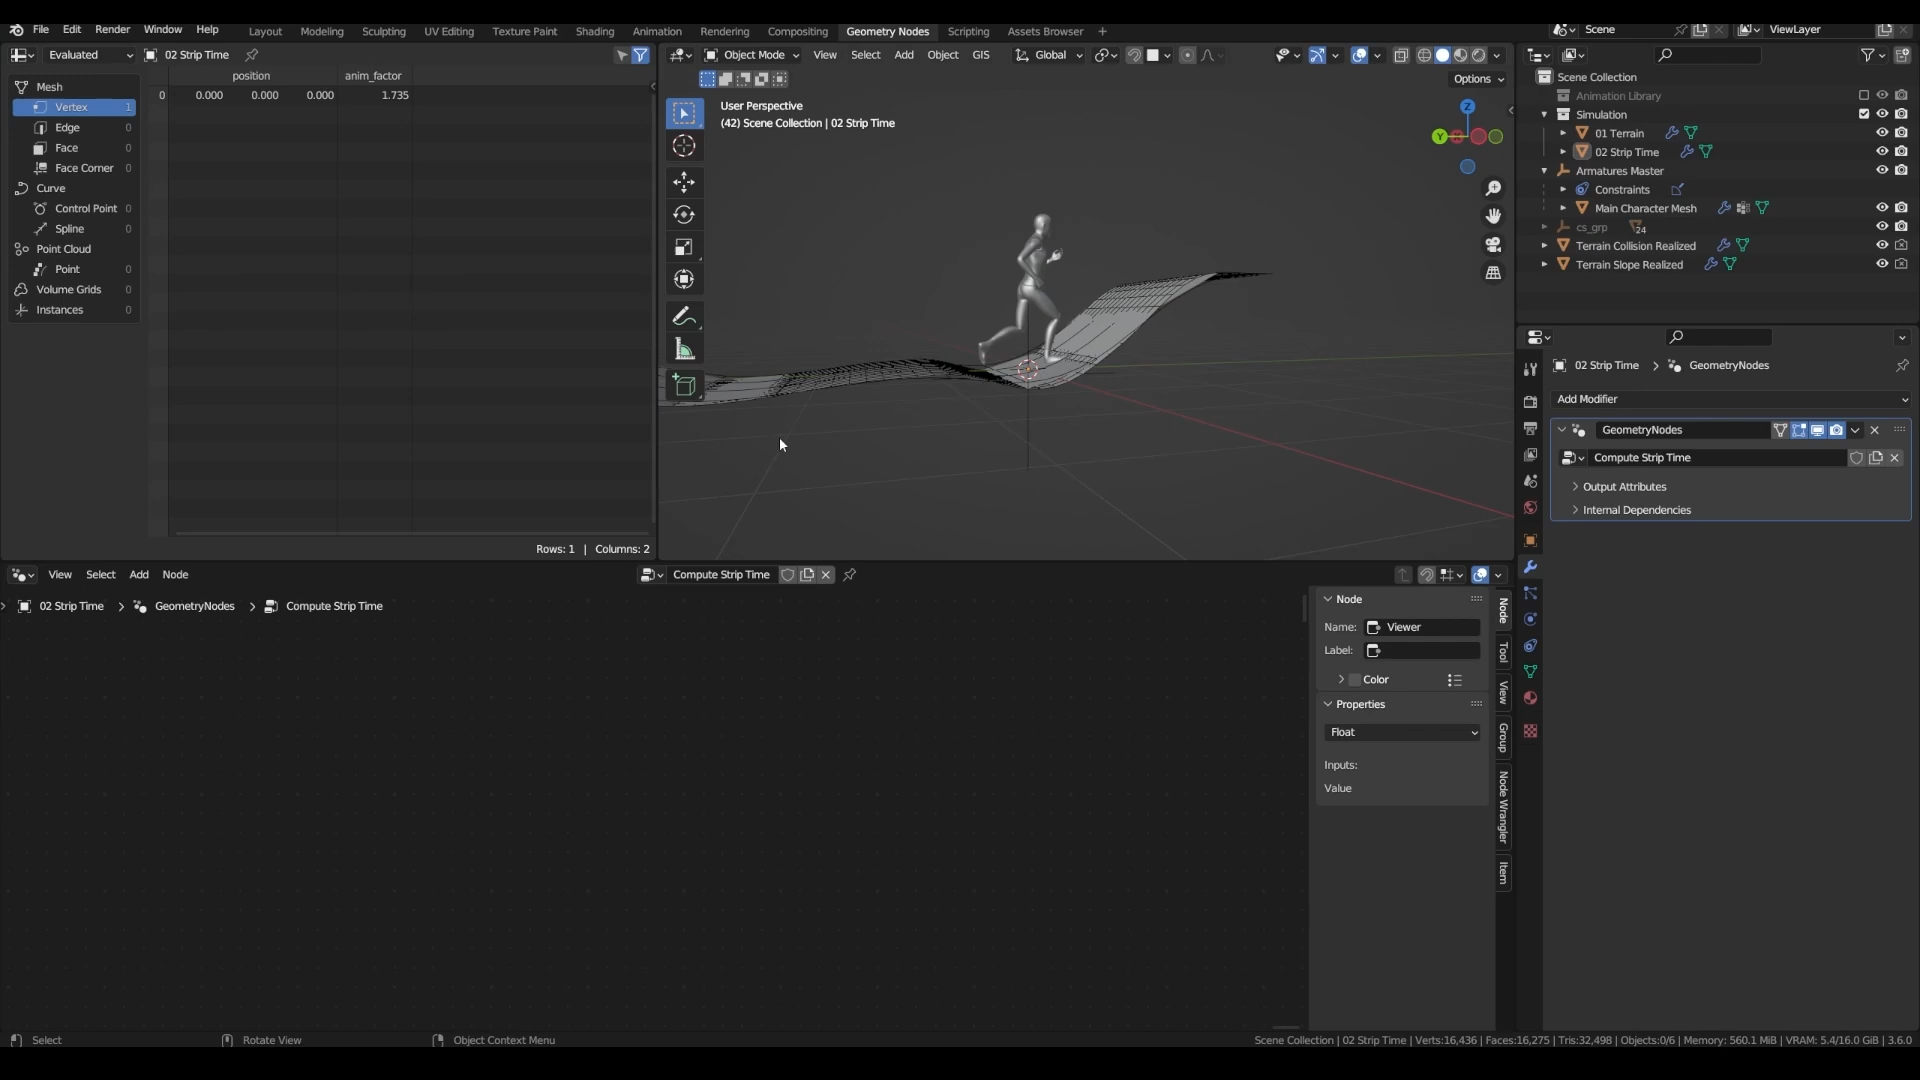 File Edit Render Window Help Layout Modeling Sculpting UV Editing Texture Paint Shading Animation Rendering Compositing Geometry Nodes Scripting Assets Browser + Scene ViewLayer
Evaluated 02 Strip Time
position anim_factor
Mesh
0 0.000 0.000 0.000 1.735
Vertex 1
Edge 0
Face 0
Face Corner 0
Curve
Control Point 0
Spline 0
Point Cloud
Point 0
Volume Grids 0
Instances 0
Rows: 1 | Columns: 2
Object Mode View Select Add Object GIS Global
Options
User Perspective
(42) Scene Collection | 02 Strip Time
Z
Y
Scene Collection
Animation Library
Simulation
01 Terrain
02 Strip Time
Armatures Master
Constraints
Main Character Mesh
cs_grp 24
Terrain Collision Realized
Terrain Slope Realized
02 Strip Time > GeometryNodes
Add Modifier
GeometryNodes
Compute Strip Time
Output Attributes
Internal Dependencies
View Select Add Node Compute Strip Time
02 Strip Time > GeometryNodes > Compute Strip Time
Node
Name: Viewer
Label:
Color
Properties
Float
Inputs:
Value
Node
Tool
View
Group
Node Wrangler
Item
Select Rotate View Object Context Menu
Scene Collection | 02 Strip Time | Verts:16,436 | Faces:16,275 | Tris:32,498 | Objects:0/6 | Memory: 560.1 MiB | VRAM: 5.4/16.0 GiB | 3.6.0